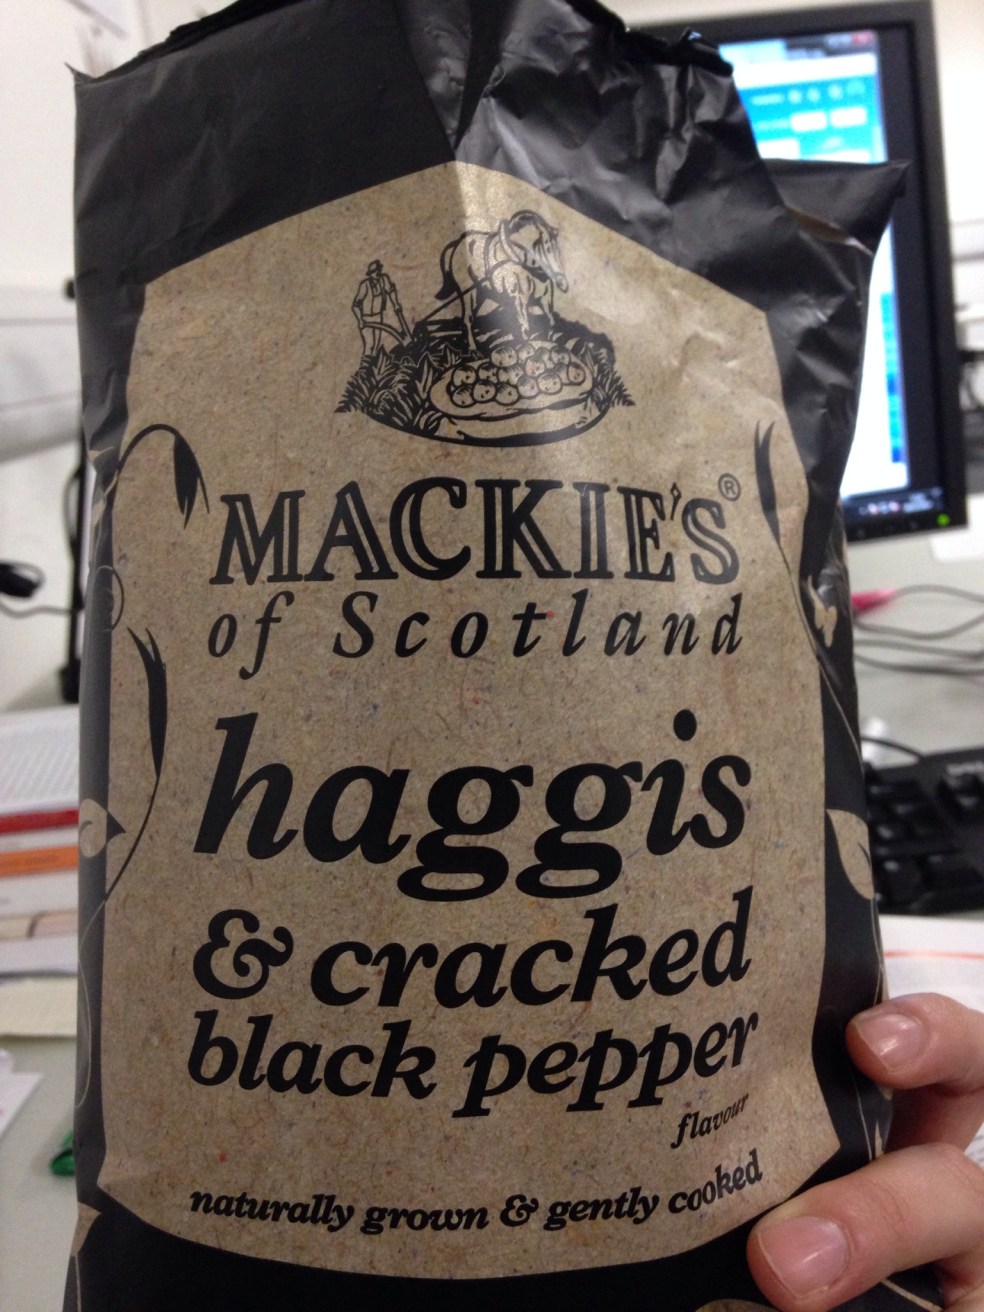 MACKIE'S®
of Scotland
haggis
& cracked
black pepper
flavour
naturally grown & gently cooked